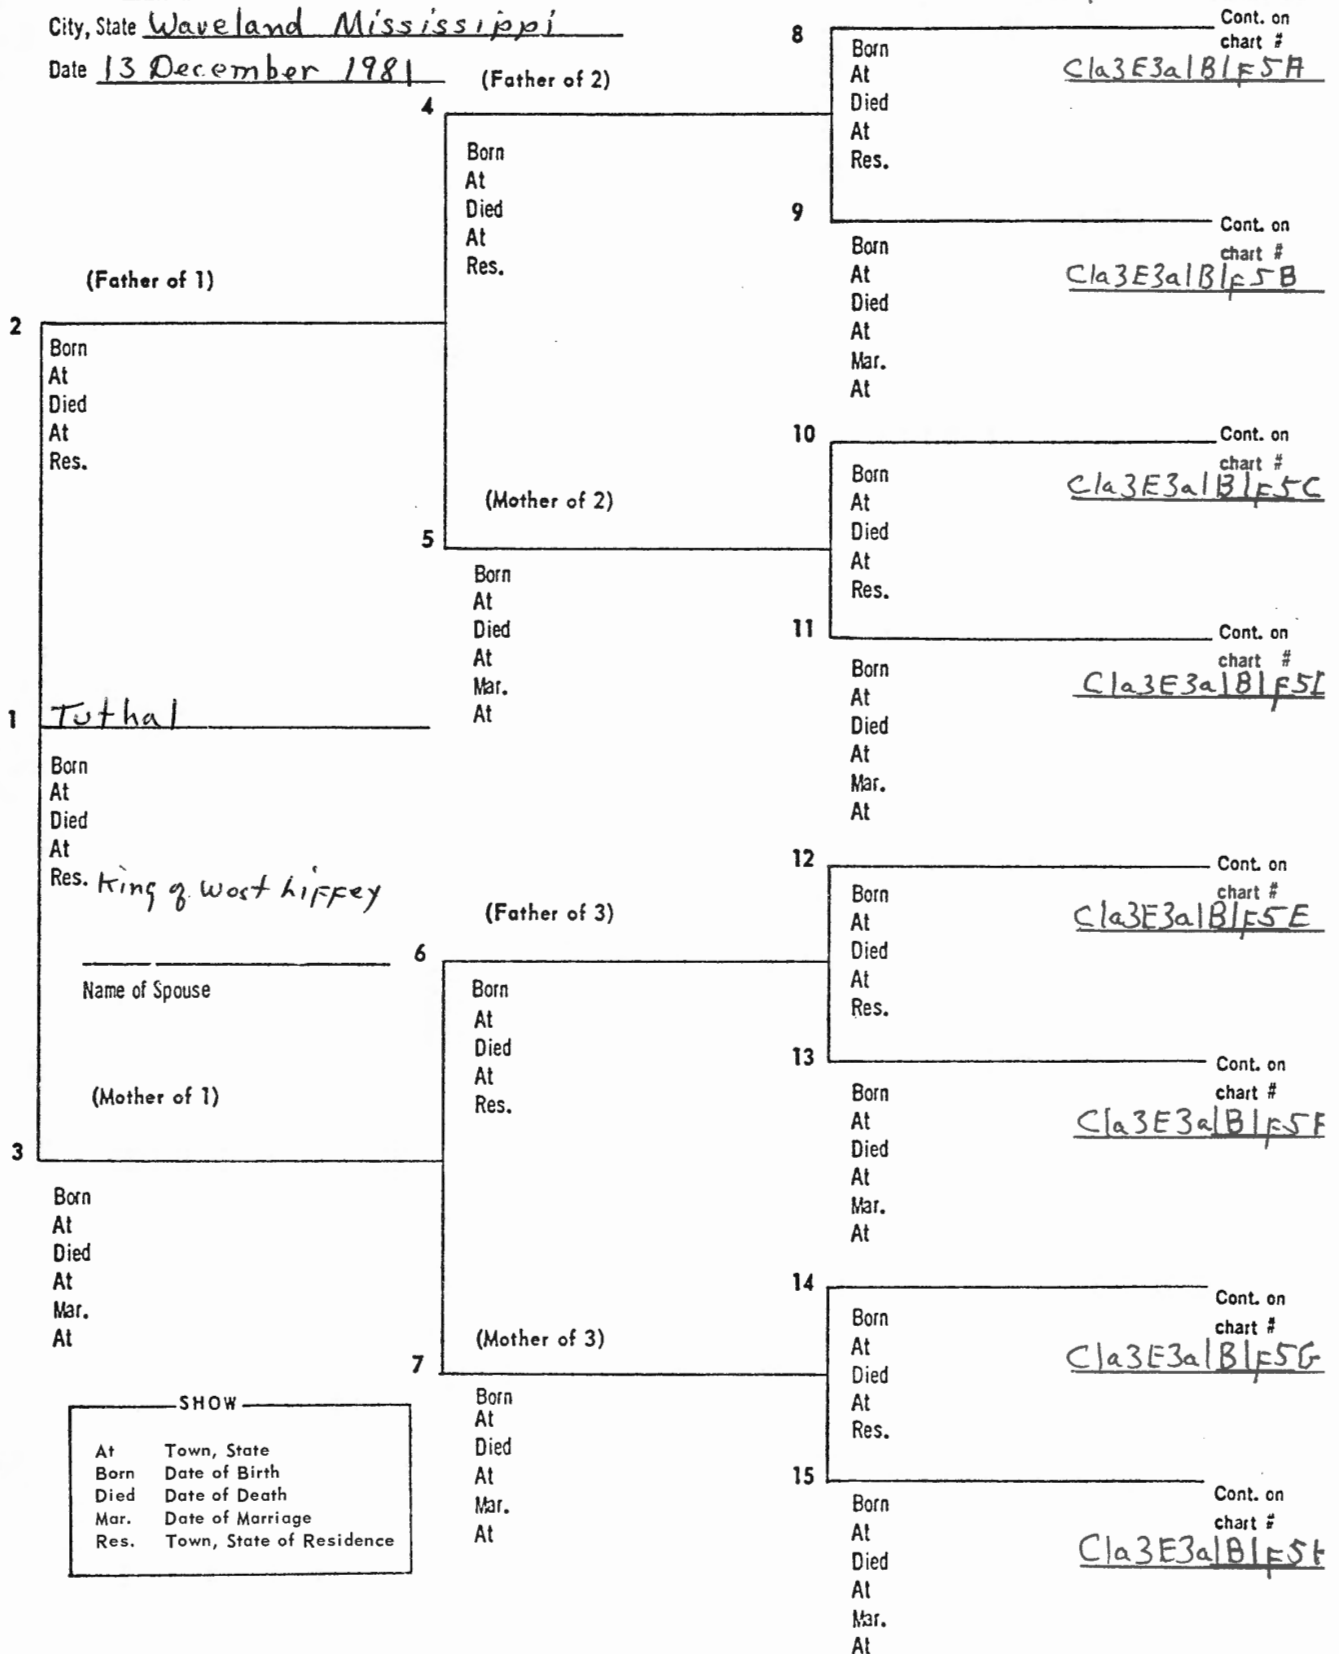 City, State Waveland Mississippi
Date 13 December 1981
(Father of 2)
4
Born
At
Died
At
Res.
8
Born
At
Died
At
Res.
Cont. on
chart #
C1a3E3a1B1F5A
9
Born
At
Died
At
Mar.
At
Cont. on
chart #
C1a3E3a1B1F5B
(Father of 1)
2
Born
At
Died
At
Res.
(Mother of 2)
5
Born
At
Died
At
Mar.
At
10
Born
At
Died
At
Res.
Cont. on
chart #
C1a3E3a1B1F5C
11
Born
At
Died
At
Mar.
At
Cont. on
chart #
1 Tuthal
Born
At
Died
At
Res. King of West Liffey
Name of Spouse
(Father of 3)
6
Born
At
Died
At
Res.
12
Born
At
Died
At
Res.
Cont. on
chart #
C1a3E3a1B1F5E
13
Born
At
Died
At
Mar.
At
Cont. on
chart #
C1a3E3a1B1F5F
(Mother of 1)
3
Born
At
Died
At
Mar.
At
(Mother of 3)
7
Born
At
Died
At
Mar.
At
14
Born
At
Died
At
Res.
Cont. on
chart #
C1a3E3a1B1F5G
15
Born
At
Died
At
Mar.
At
Cont. on
chart #
SHOW
At Town, State
Born Date of Birth
Died Date of Death
Mar. Date of Marriage
Res. Town, State of Residence